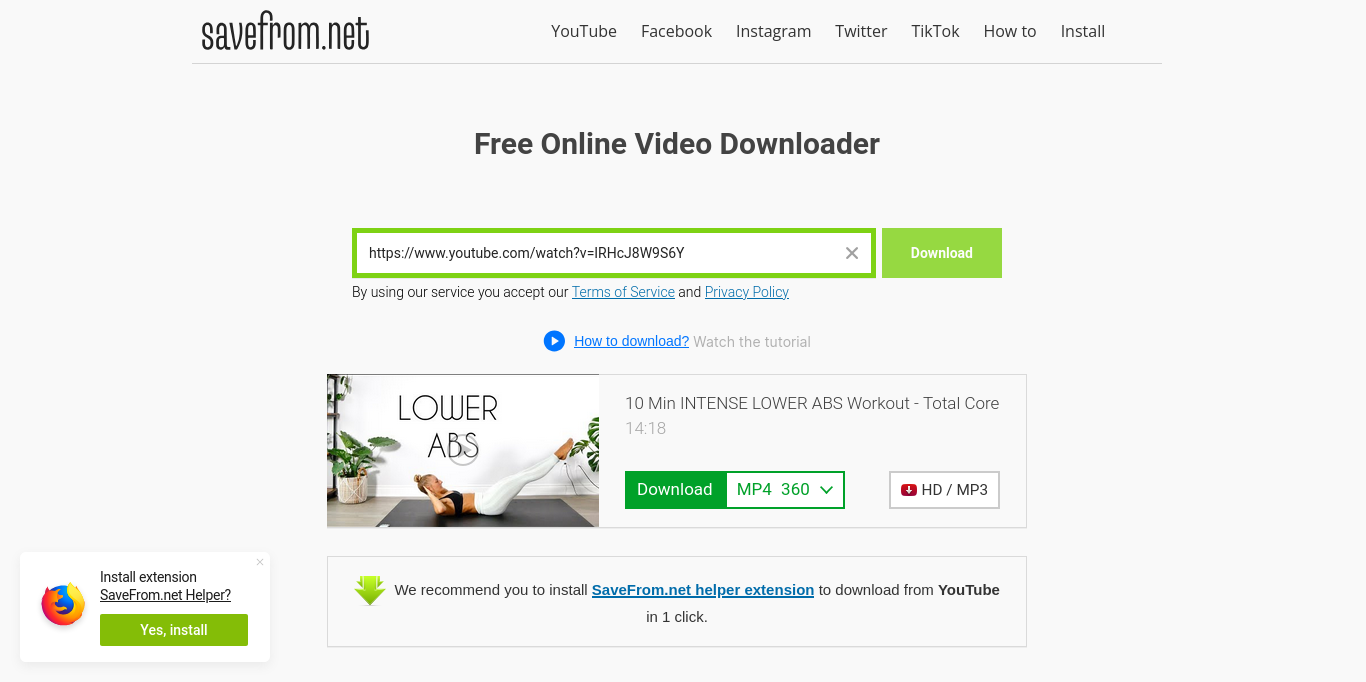 savefrom.net
YouTube Facebook Instagram Twitter TikTok How to Install
Free Online Video Downloader
https://www.youtube.com/watch?v=IRHcJ8W9S6Y
Download
By using our service you accept our Terms of Service and Privacy Policy
How to download? Watch the tutorial
LOWER
ABS
10 Min INTENSE LOWER ABS Workout - Total Core
14:18
Download MP4 360
HD / MP3
We recommend you to install SaveFrom.net helper extension to download from YouTube
in 1 click.
Install extension
SaveFrom.net Helper?
Yes, install